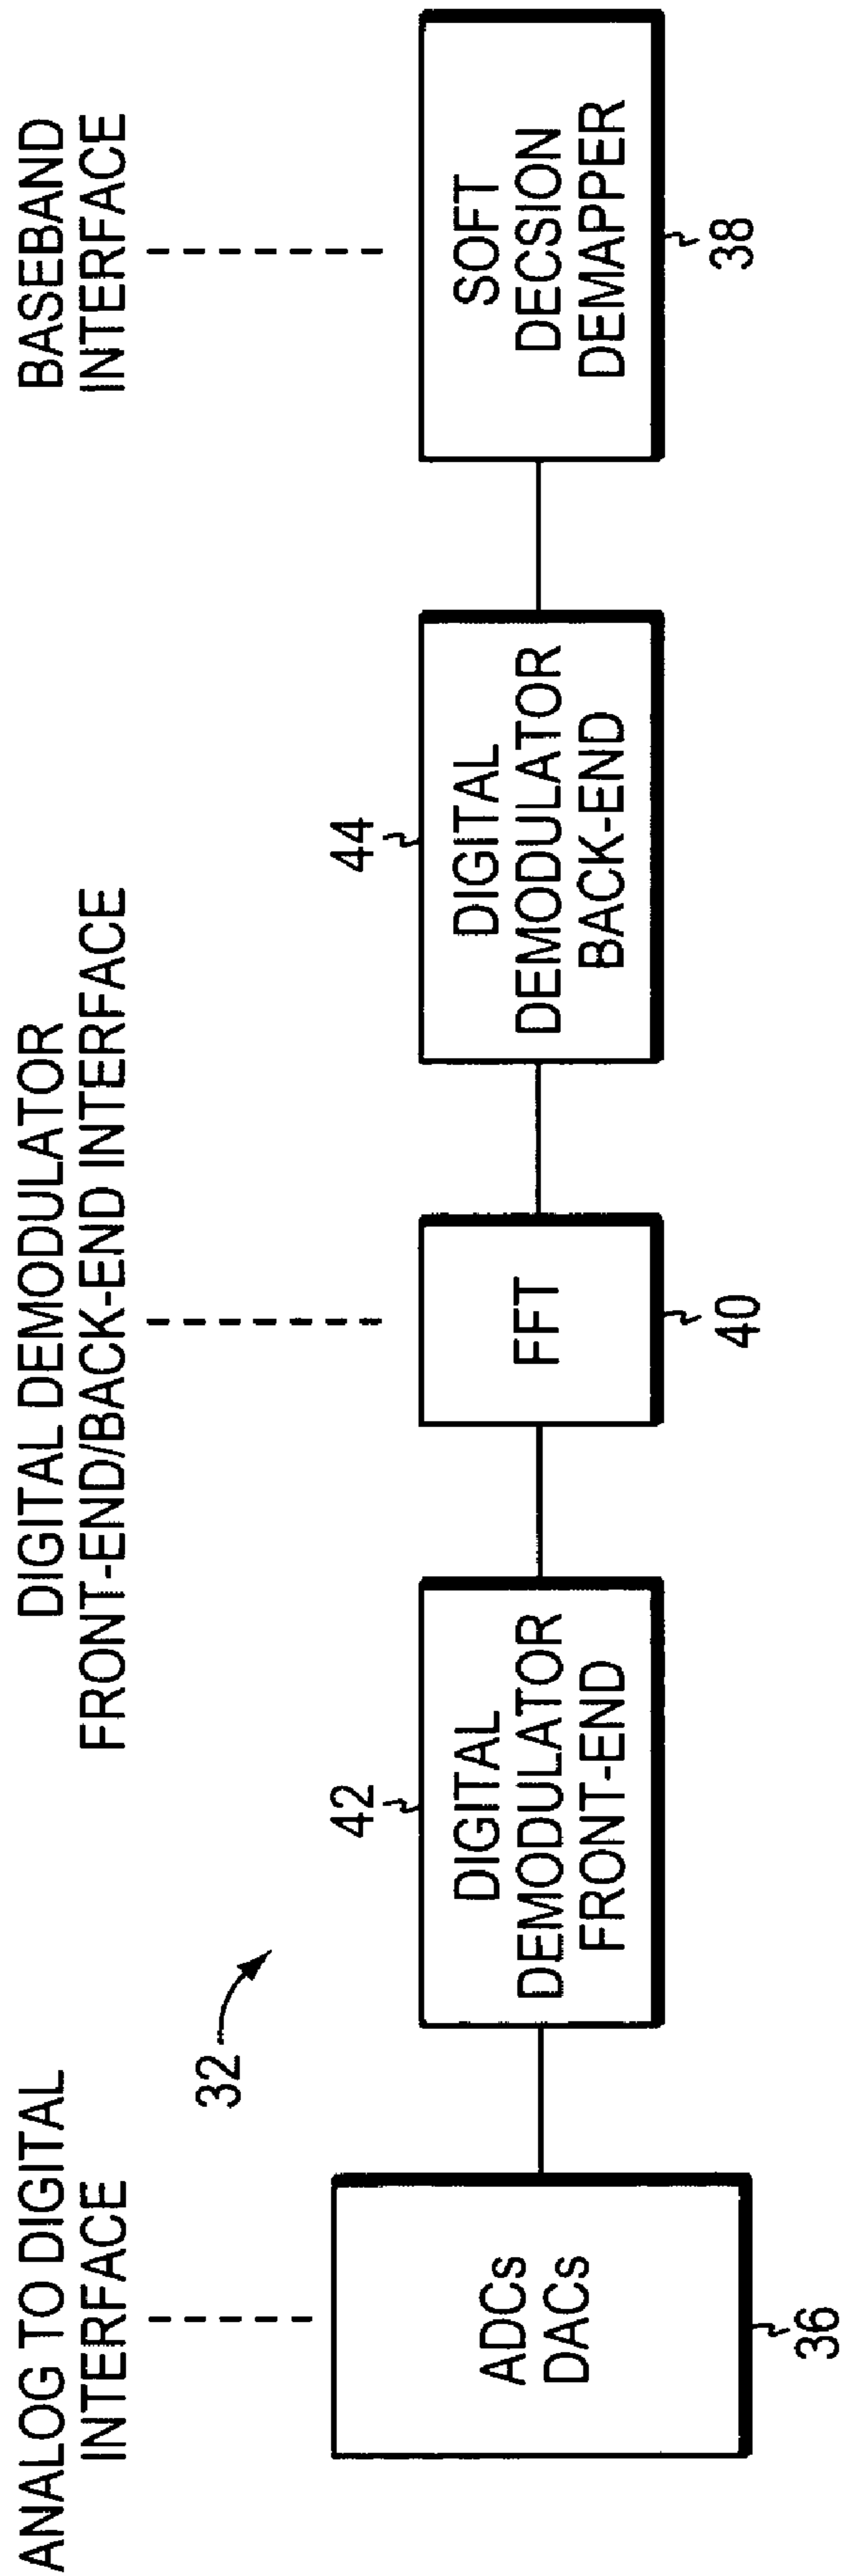 ANALOG TO DIGITAL
INTERFACE
DIGITAL DEMODULATOR
FRONT-END/BACK-END INTERFACE
BASEBAND
INTERFACE
32
42
44
ADCs
DACs
DIGITAL
DEMODULATOR
FRONT-END
FFT
DIGITAL
DEMODULATOR
BACK-END
SOFT
DECSION
DEMAPPER
36
40
38